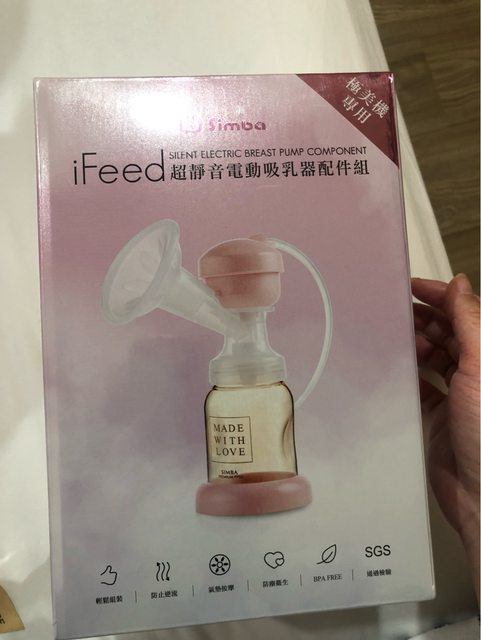 極美機
專用
Simba
SILENT ELECTRIC BREAST PUMP COMPONENT
iFeed 超靜音電動吸乳器配件組
MADE
WITH
LOVE
SIMBA
SGS
輕鬆組裝
防止逆流
氣墊按摩
防霉衛生
BPA FREE
通過檢驗